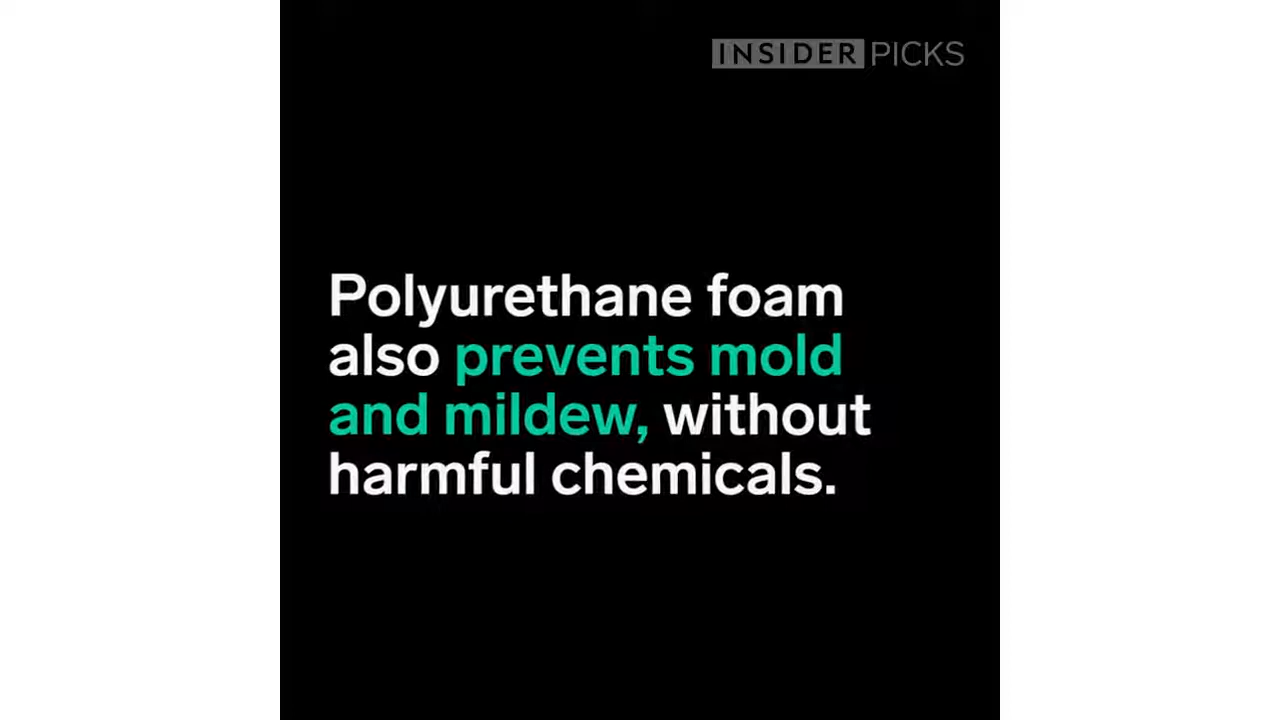 INSIDER PICKS
Polyurethane foam
also prevents mold
and mildew, without
harmful chemicals.